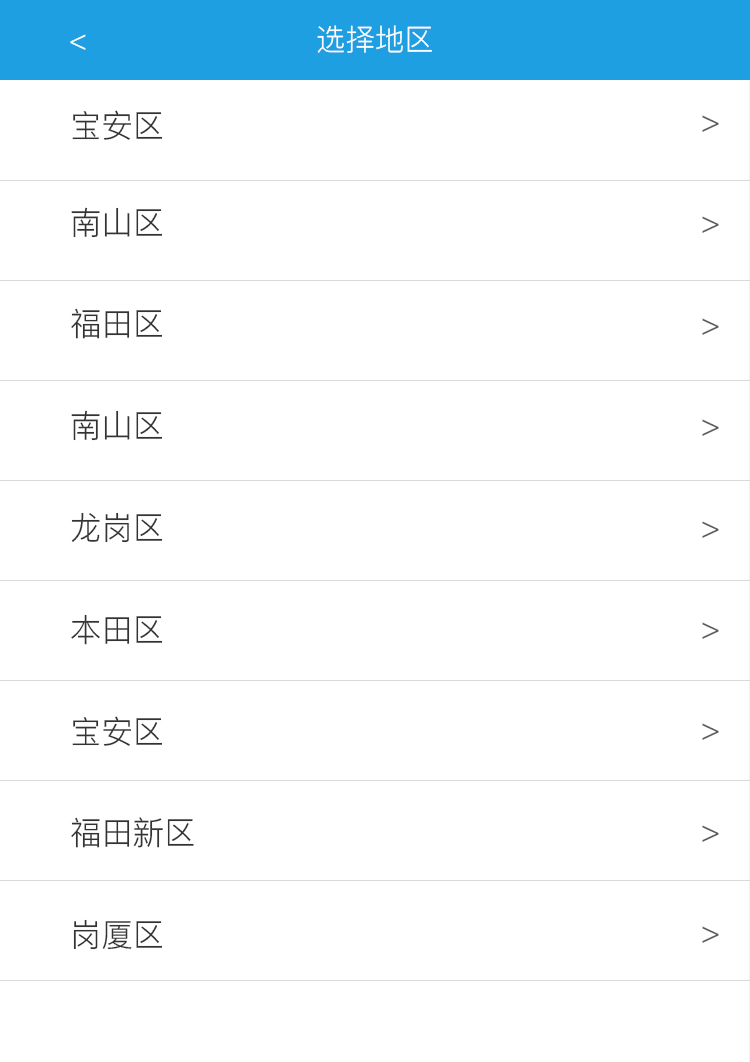 < 选择地区
宝安区 >
南山区 >
福田区 >
南山区 >
龙岗区 >
本田区 >
宝安区 >
福田新区 >
岗厦区 >